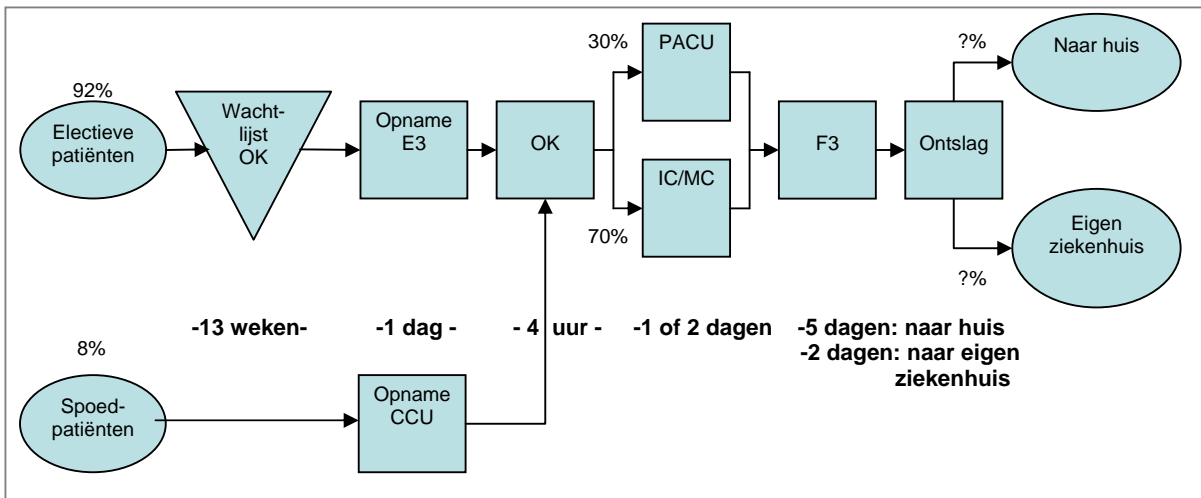 92%
Electieve
patiënten
Wacht-
lijst
OK
Opname
E3
OK
30%
PACU
IC/MC
70%
F3
Ontslag
?%
Naar huis
Eigen
ziekenhuis
?%
-13 weken-
-1 dag -
- 4 uur -
-1 of 2 dagen
-5 dagen: naar huis
-2 dagen: naar eigen
ziekenhuis
8%
Spoed-
patiënten
Opname
CCU